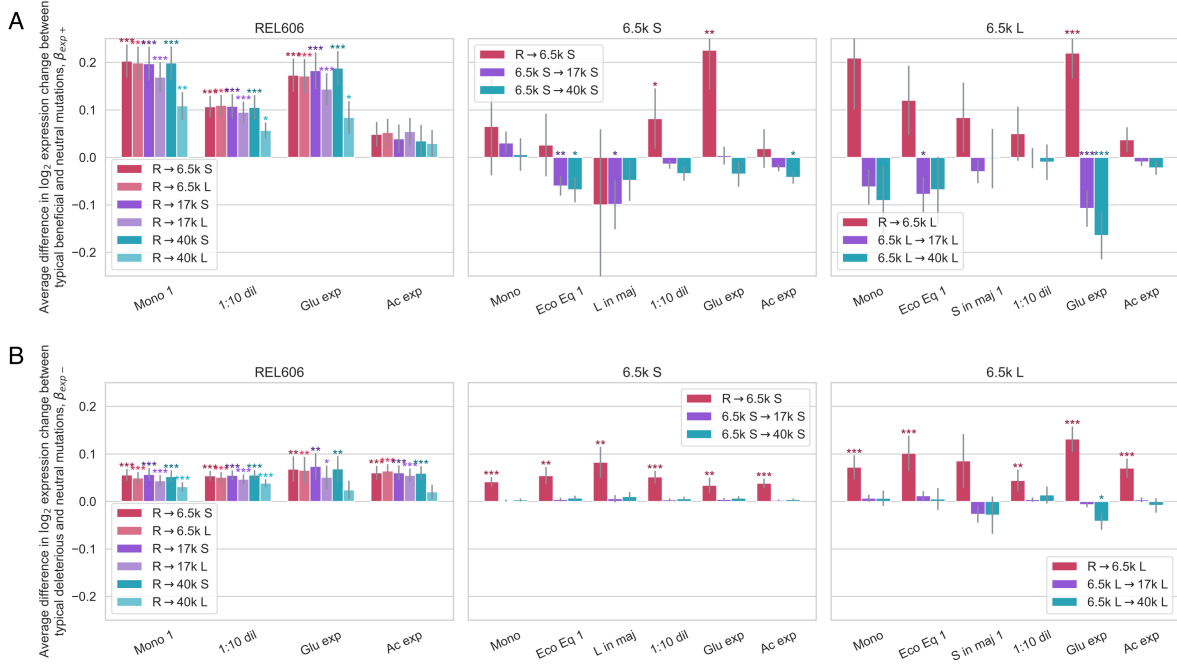 A
Average difference in log₂ expression change between
typical beneficial and neutral mutations, βexp+
REL606
0.2
0.1
0.0
−0.1
−0.2
*** *** *** *** *** **
*** *** *** *** *** *
*** *** *** *** *** *
R→6.5k S
R→6.5k L
R→17k S
R→17k L
R→40k S
R→40k L
Mono 1
1:10 dil
Glu exp
Ac exp
6.5k S
R→6.5k S
6.5k S→17k S
6.5k S→40k S
** *
*
*
**
*
Mono
Eco Eq 1
L in maj
1:10 dil
Glu exp
Ac exp
6.5k L
*
*** *** ***
R→6.5k L
6.5k L→17k L
6.5k L→40k L
Mono
Eco Eq 1
S in maj 1
1:10 dil
Glu exp
Ac exp
B
Average difference in log₂ expression change between
typical deleterious and neutral mutations, βexp−
REL606
0.2
0.1
0.0
−0.1
−0.2
*** *** *** *** *** ***
*** *** *** *** *** ***
** ** ** * **
*** *** *** *** ***
R→6.5k S
R→6.5k L
R→17k S
R→17k L
R→40k S
R→40k L
Mono 1
1:10 dil
Glu exp
Ac exp
6.5k S
R→6.5k S
6.5k S→17k S
6.5k S→40k S
***
**
**
***
**
***
Mono
Eco Eq 1
L in maj
1:10 dil
Glu exp
Ac exp
6.5k L
***
***
**
*** *
***
R→6.5k L
6.5k L→17k L
6.5k L→40k L
Mono
Eco Eq 1
S in maj 1
1:10 dil
Glu exp
Ac exp